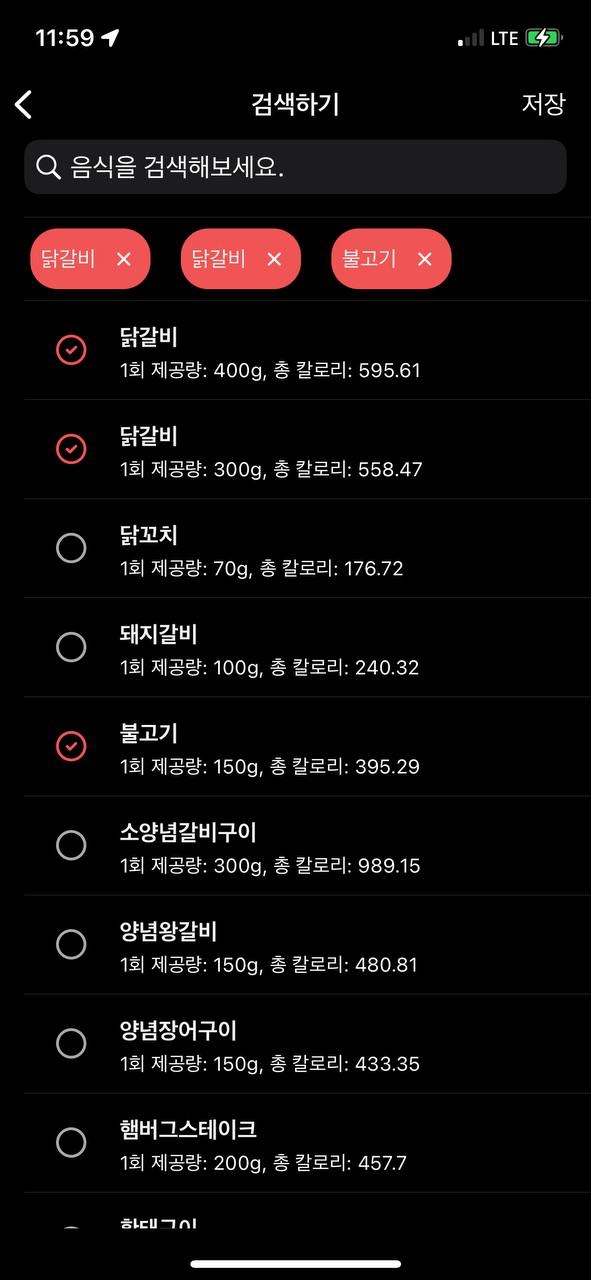 11:59
LTE
검색하기
저장
음식을 검색해보세요.
닭갈비 ×
닭갈비 ×
불고기 ×
닭갈비
1회 제공량: 400g, 총 칼로리: 595.61
닭갈비
1회 제공량: 300g, 총 칼로리: 558.47
닭꼬치
1회 제공량: 70g, 총 칼로리: 176.72
돼지갈비
1회 제공량: 100g, 총 칼로리: 240.32
불고기
1회 제공량: 150g, 총 칼로리: 395.29
소양념갈비구이
1회 제공량: 300g, 총 칼로리: 989.15
양념왕갈비
1회 제공량: 150g, 총 칼로리: 480.81
양념장어구이
1회 제공량: 150g, 총 칼로리: 433.35
햄버그스테이크
1회 제공량: 200g, 총 칼로리: 457.7